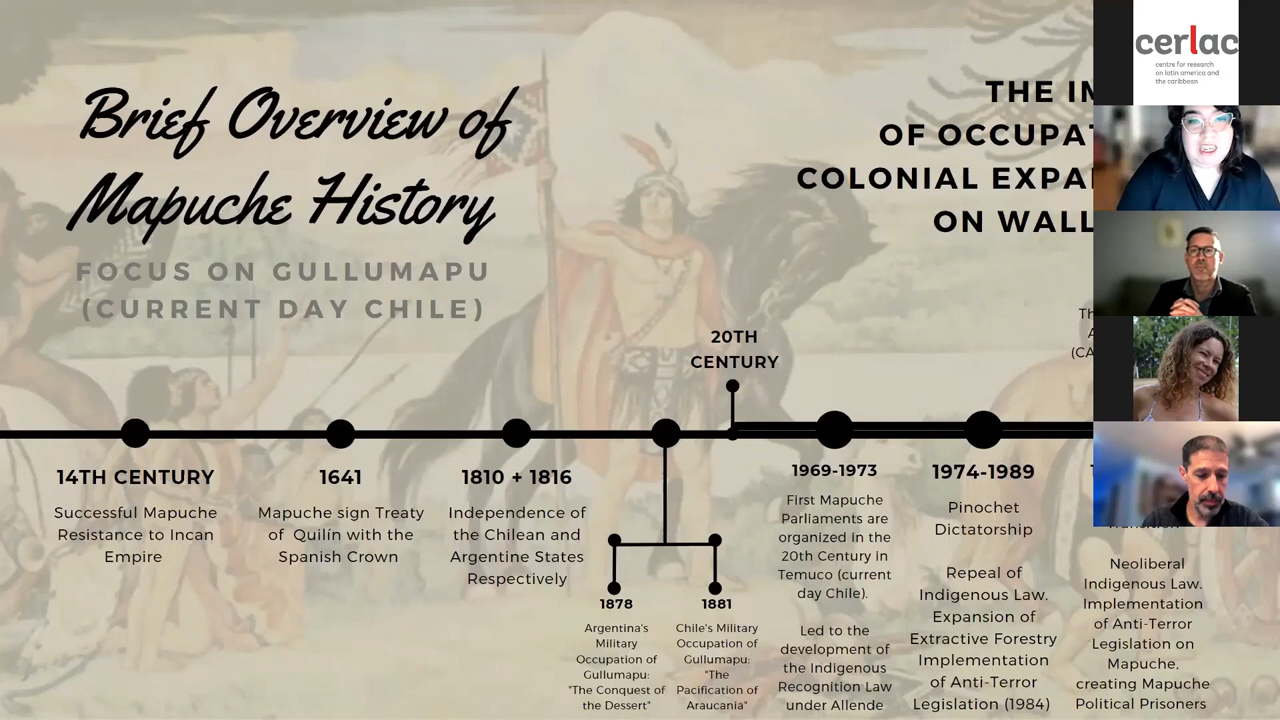 Brief Overview of
Mapuche History
FOCUS ON GULLUMAPU
(CURRENT DAY CHILE)
THE
OF
COLONIAL
ON
20TH
CENTURY
14TH CENTURY
Successful Mapuche
Resistance to Incan
Empire
1641
Mapuche sign Treaty
of Quilín with the
Spanish Crown
1810 + 1816
Independence of
the Chilean and
Argentine States
Respectively
1878
Argentina's
Military
Occupation of
Gullumapu:
"The Conquest of
the Dessert"
1881
Chile's Military
Occupation of
Gullumapu:
"The
Pacification of
Araucania"
1969-1973
First Mapuche
Parliaments are
organized in the
20th Century in
Temuco (current
day Chile).
Led to the
development of
the Indigenous
Recognition Law
under Allende
1974-1989
Pinochet
Dictatorship
Repeal of
Indigenous Law.
Expansion of
Extractive Forestry
Implementation
of Anti-Terror
Legislation (1984)
Neoliberal
Indigenous Law.
Implementation
of Anti-Terror
Legislation on
Mapuche,
creating Mapuche
Political Prisoners
cerlac
centre for research
on latin america and
the caribbean